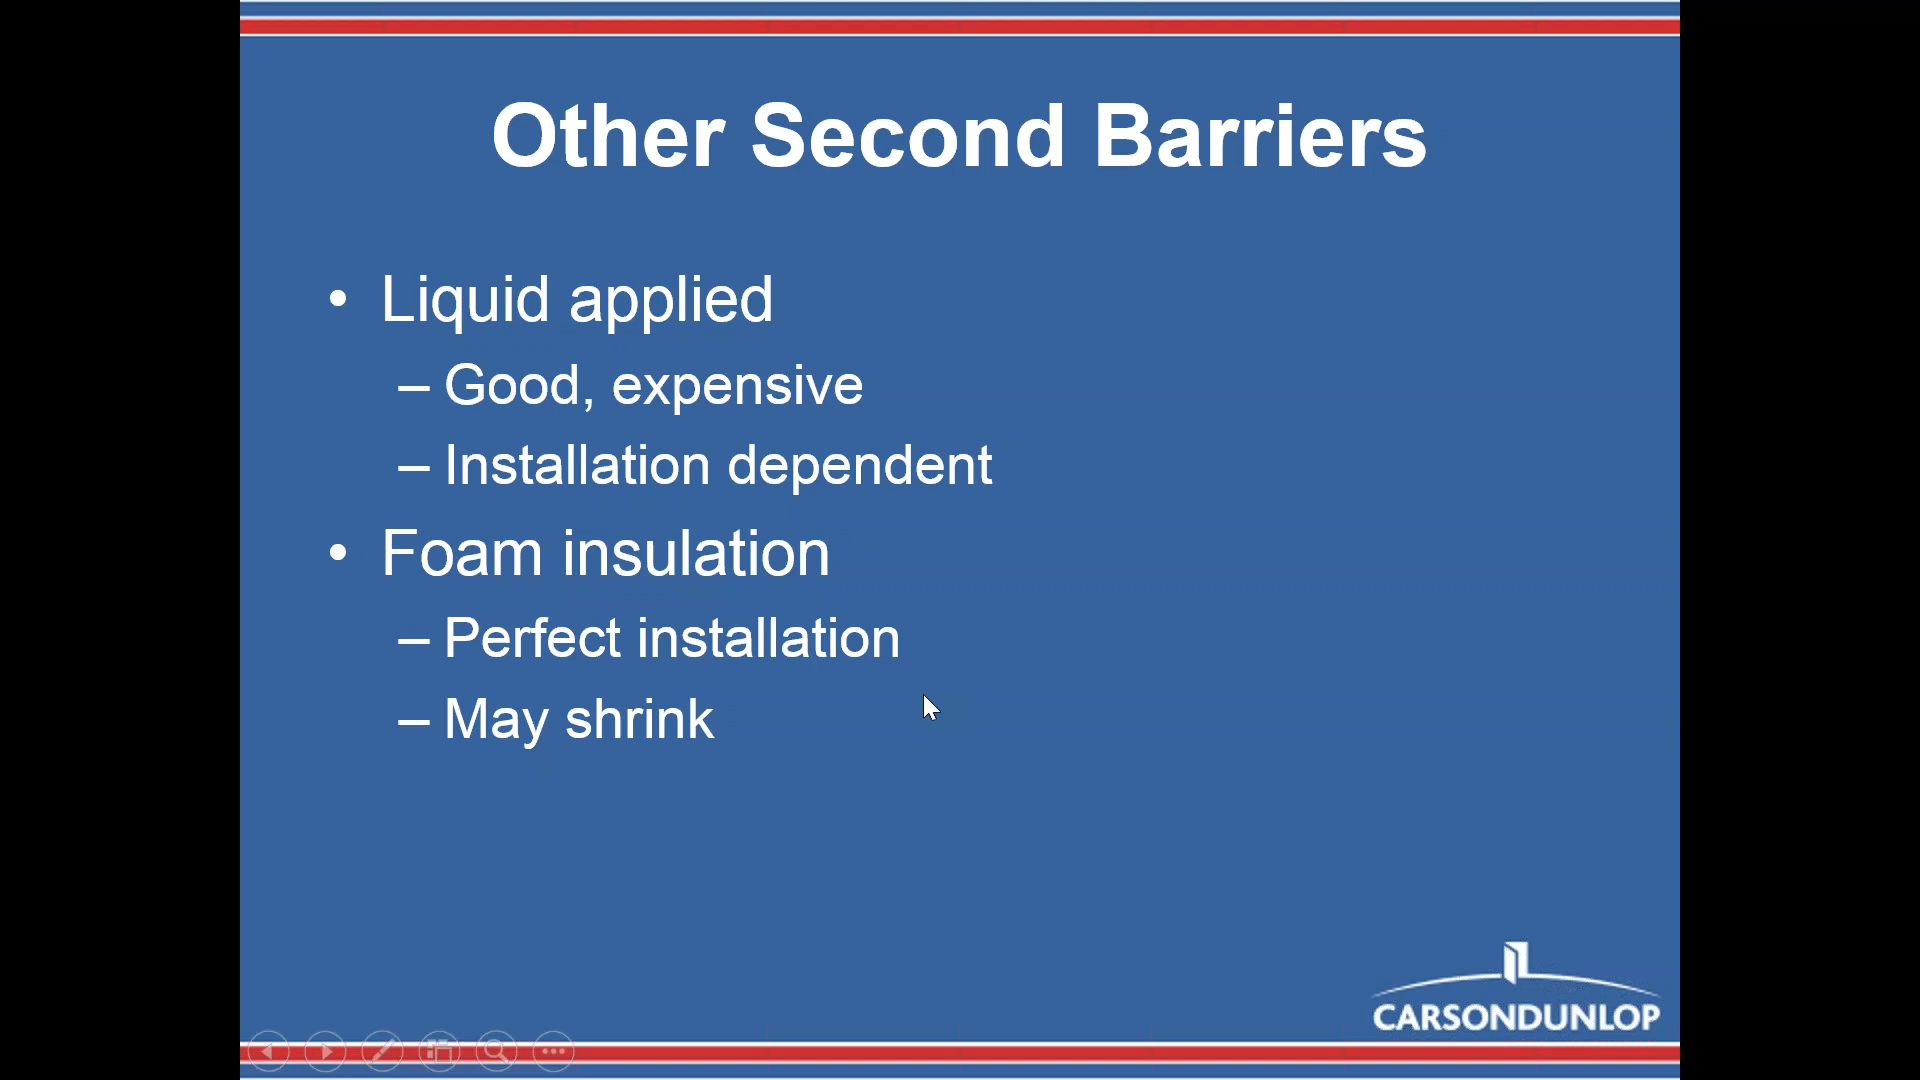 Other Second Barriers
• Liquid applied
– Good, expensive
– Installation dependent
• Foam insulation
– Perfect installation
– May shrink
CARSONDUNLOP